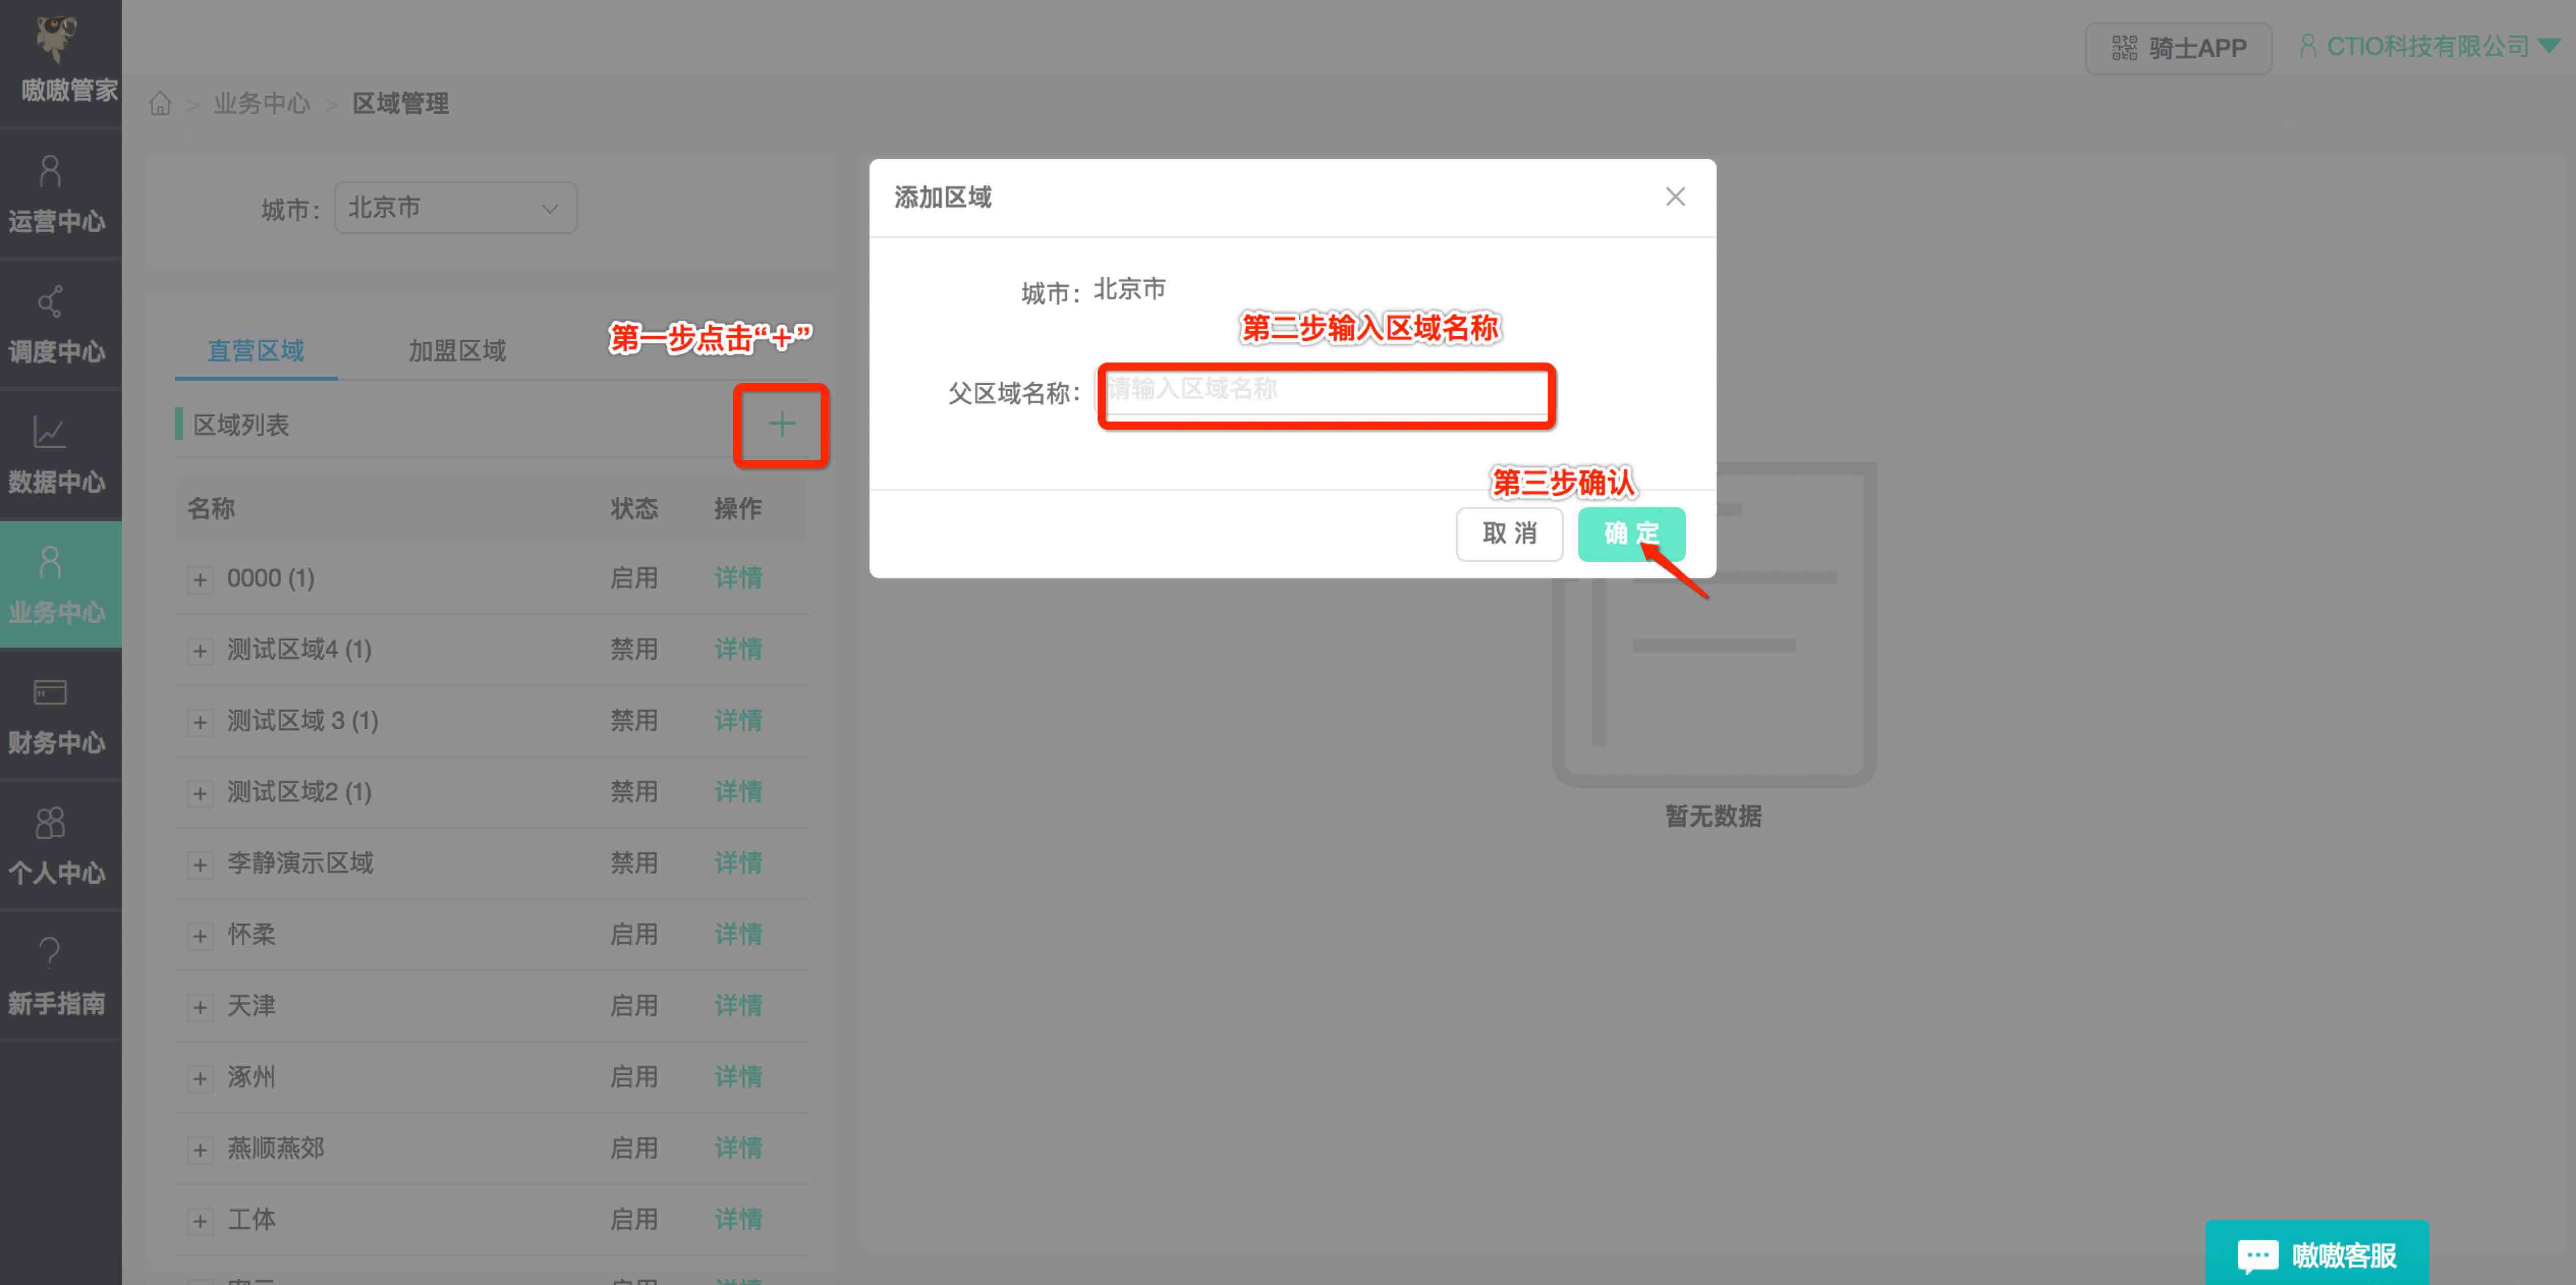 嗷嗷管家
骑士APP
CTIO科技有限公司
> 业务中心 > 区域管理
运营中心
调度中心
数据中心
业务中心
财务中心
个人中心
新手指南
城市： 北京市
直营区域 加盟区域
第一步点击“+”
区域列表 +
名称 状态 操作
+ 0000 (1) 启用 详情
+ 测试区域4 (1) 禁用 详情
+ 测试区域 3 (1) 禁用 详情
+ 测试区域2 (1) 禁用 详情
+ 李静演示区域 禁用 详情
+ 怀柔 启用 详情
+ 天津 启用 详情
+ 涿州 启用 详情
+ 燕顺燕郊 启用 详情
+ 工体 启用 详情
添加区域
城市： 北京市
第二步输入区域名称
父区域名称： 请输入区域名称
第三步确认
取 消 确 定
暂无数据
嗷嗷客服